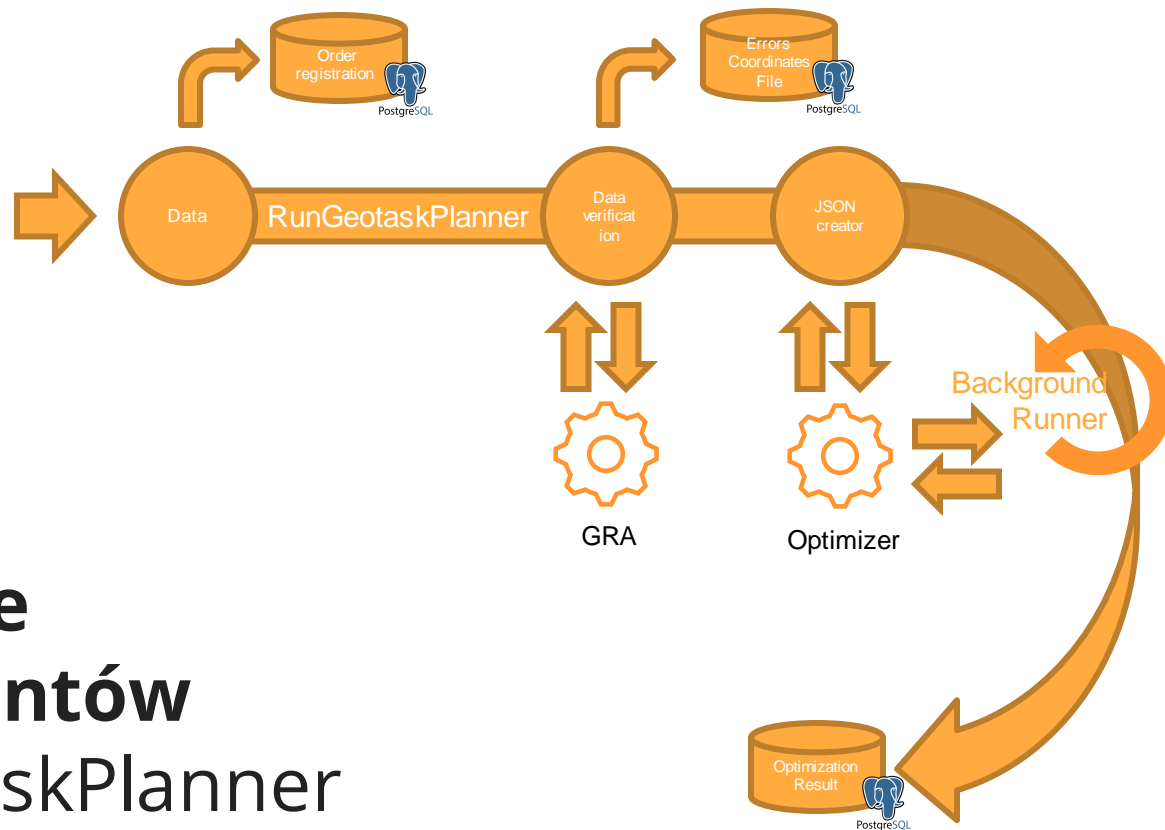 Order
registration
PostgreSQL
Errors
Coordinates
File
PostgreSQL
Data
RunGeotaskPlanner
Data
verificat
ion
JSON
creator
Background
Runner
GRA
Optimizer
e
ntów
skPlanner
Optimization
Result
PostgreSQL